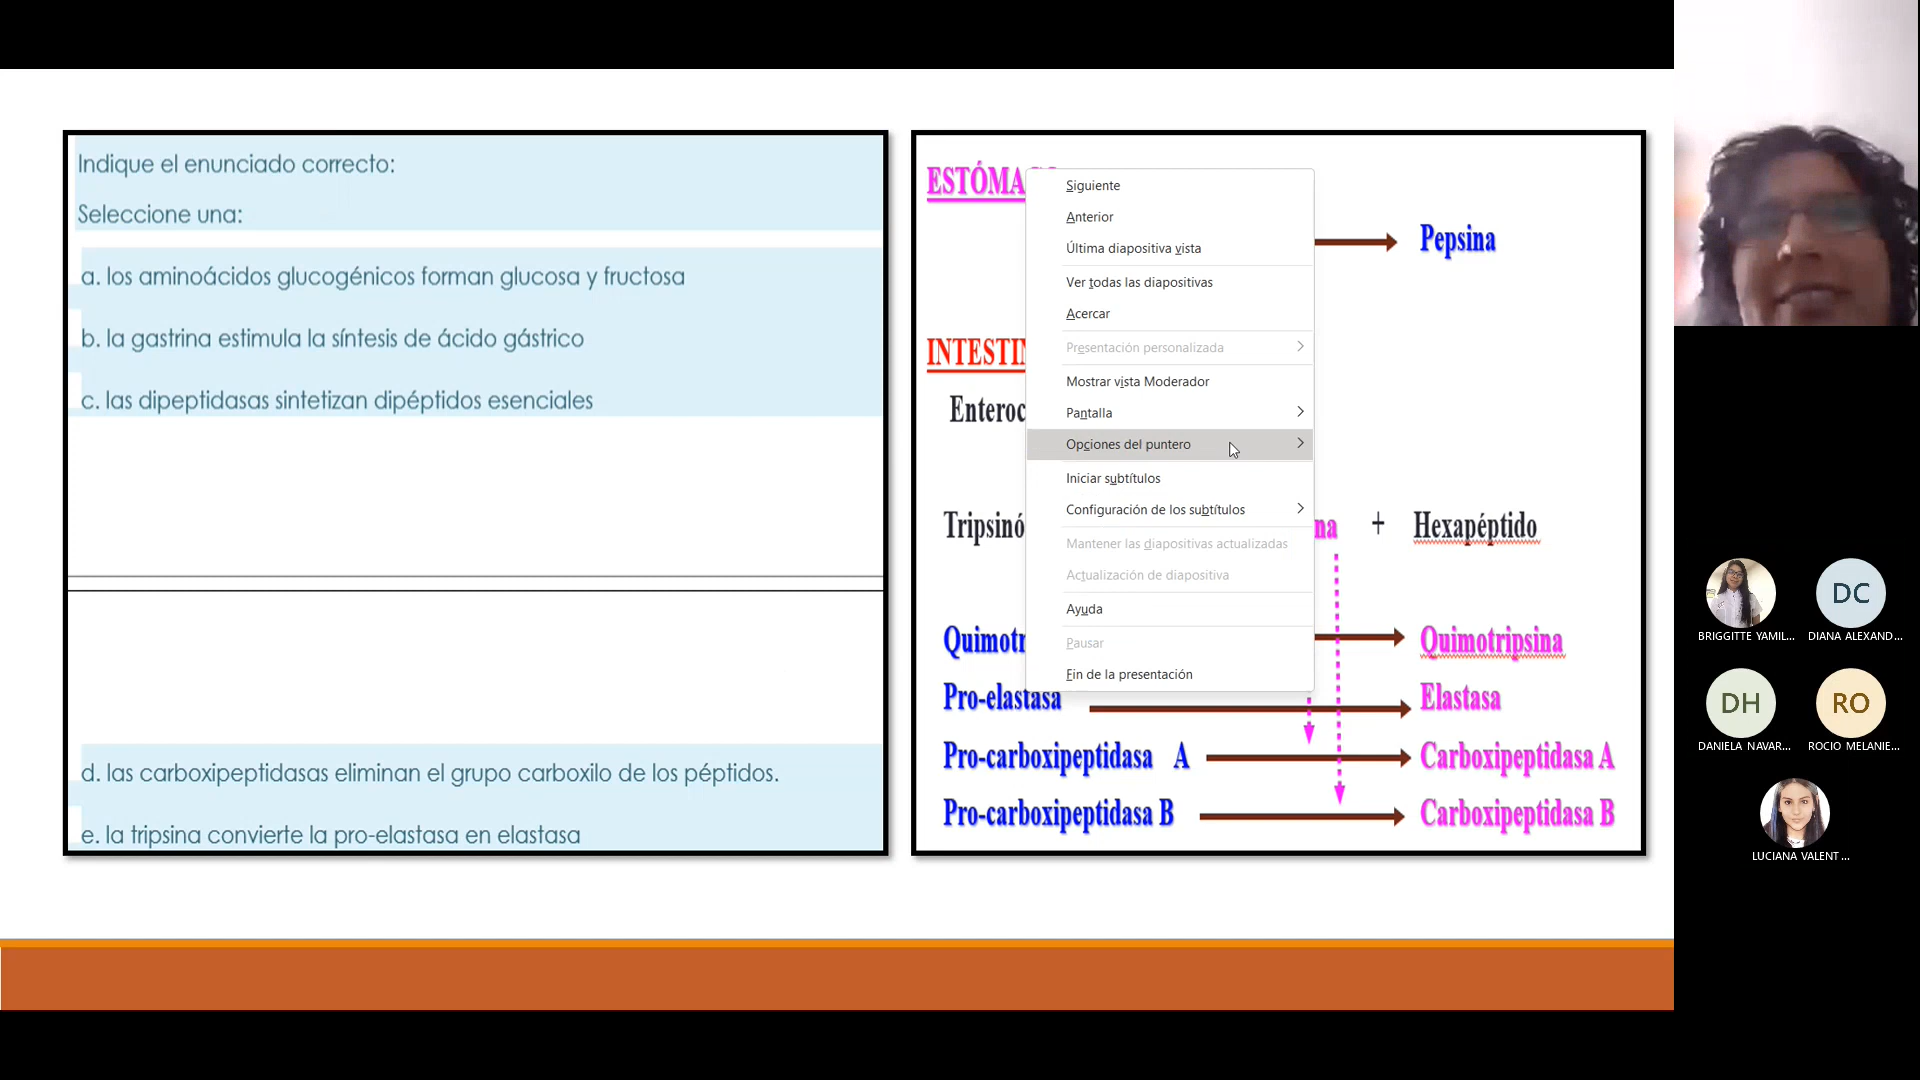 Indique el enunciado correcto:
Seleccione una:
a. los aminoácidos glucogénicos forman glucosa y fructosa
b. la gastrina estimula la síntesis de ácido gástrico
c. las dipeptidasas sintetizan dipéptidos esenciales
d. las carboxipeptidasas eliminan el grupo carboxilo de los péptidos.
e. la tripsina convierte la pro-elastasa en elastasa
ESTÓMA
Pepsina
INTESTIN
Enteroc
Tripsinó
na + Hexapéptido
Quimotr
Quimotripsina
Pro-elastasa
Elastasa
Pro-carboxipeptidasa A
Carboxipeptidasa A
Pro-carboxipeptidasa B
Carboxipeptidasa B
Siguiente
Anterior
Última diapositiva vista
Ver todas las diapositivas
Acercar
Presentación personalizada
Mostrar vista Moderador
Pantalla
Opciones del puntero
Iniciar subtítulos
Configuración de los subtítulos
Mantener las diapositivas actualizadas
Actualización de diapositiva
Ayuda
Pausar
Fin de la presentación
BRIGGITTE YAMIL...
DC
DIANA ALEXAND...
DH
DANIELA NAVAR...
RO
ROCIO MELANIE...
LUCIANA VALENT...